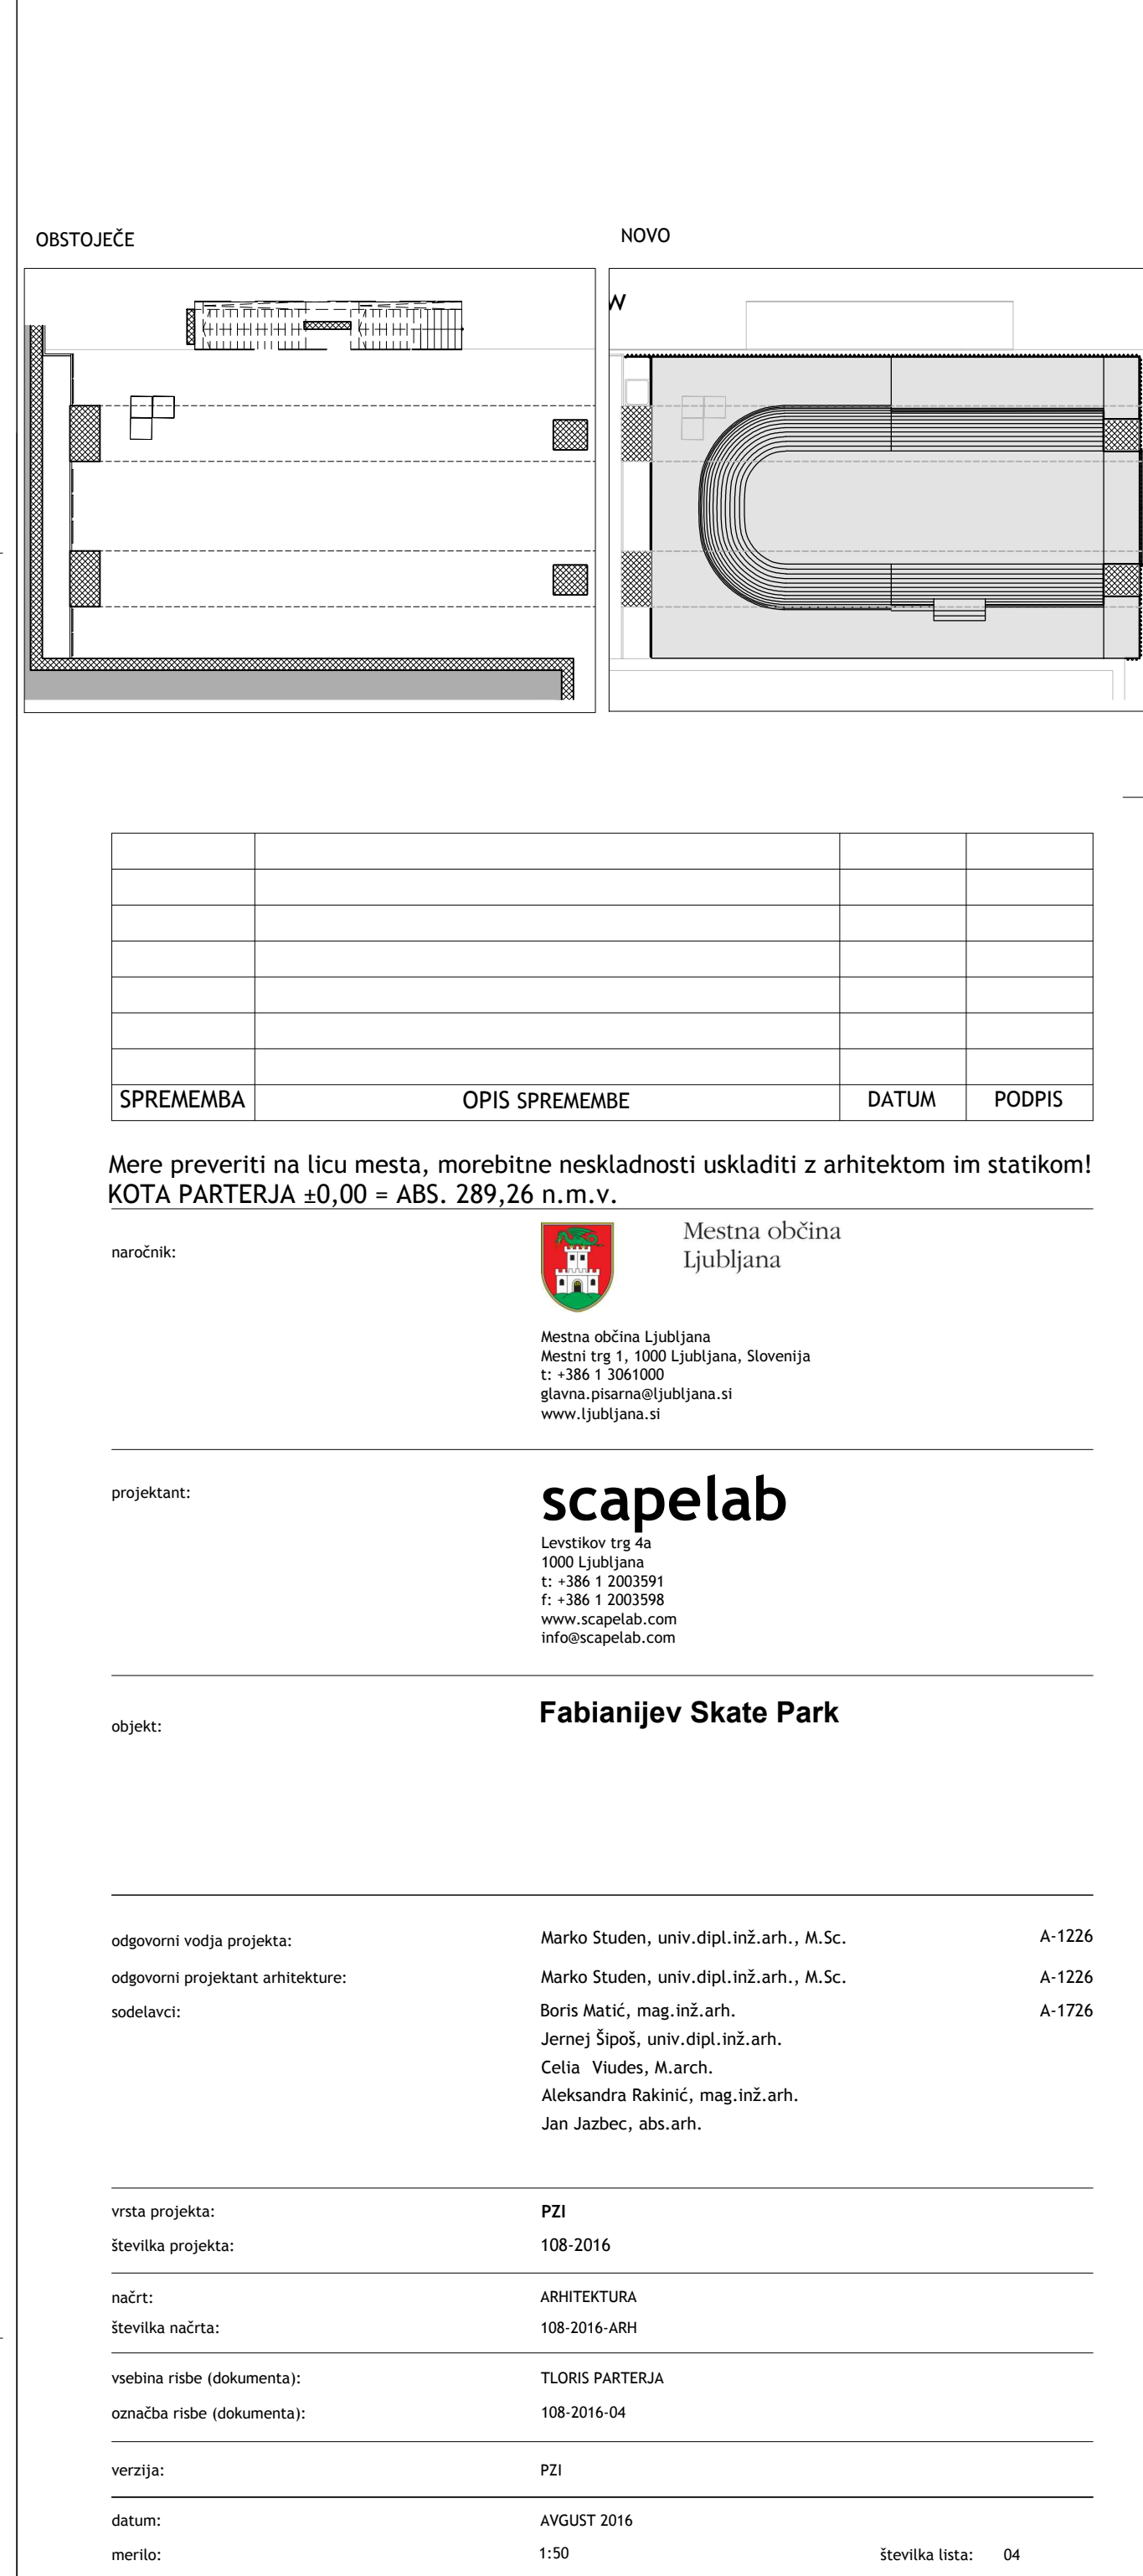 OBSTOJEČE
NOVO
W
SPREMEMBA OPIS SPREMEMBE DATUM PODPIS
Mere preveriti na licu mesta, morebitne neskladnosti uskladiti z arhitektom im statikom!
KOTA PARTERJA ±0,00 = ABS. 289,26 n.m.v.
naročnik:
Mestna občina
Ljubljana
Mestna občina Ljubljana
Mestni trg 1, 1000 Ljubljana, Slovenija
t: +386 1 3061000
glavna.pisarna@ljubljana.si
www.ljubljana.si
projektant:
scapelab
Levstikov trg 4a
1000 Ljubljana
t: +386 1 2003591
f: +386 1 2003598
www.scapelab.com
info@scapelab.com
objekt: Fabianijev Skate Park
odgovorni vodja projekta: Marko Studen, univ.dipl.inž.arh., M.Sc. A-1226
odgovorni projektant arhitekture: Marko Studen, univ.dipl.inž.arh., M.Sc. A-1226
sodelavci: Boris Matić, mag.inž.arh. A-1726
Jernej Šipoš, univ.dipl.inž.arh.
Celia Viudes, M.arch.
Aleksandra Rakinić, mag.inž.arh.
Jan Jazbec, abs.arh.
vrsta projekta: PZI
številka projekta: 108-2016
načrt: ARHITEKTURA
številka načrta: 108-2016-ARH
vsebina risbe (dokumenta): TLORIS PARTERJA
označba risbe (dokumenta): 108-2016-04
verzija: PZI
datum: AVGUST 2016
merilo: 1:50 številka lista: 04